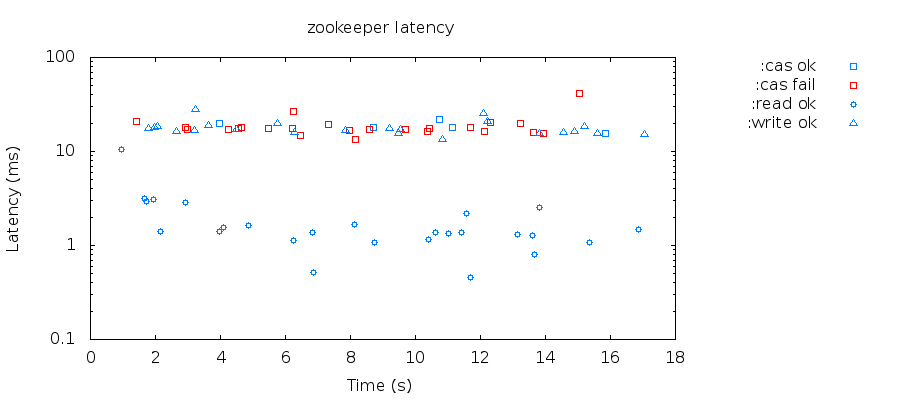 zookeeper latency
100
10
1
0.1
Latency (ms)
0 2 4 6 8 10 12 14 16 18
Time (s)
:cas ok
:cas fail
:read ok
:write ok